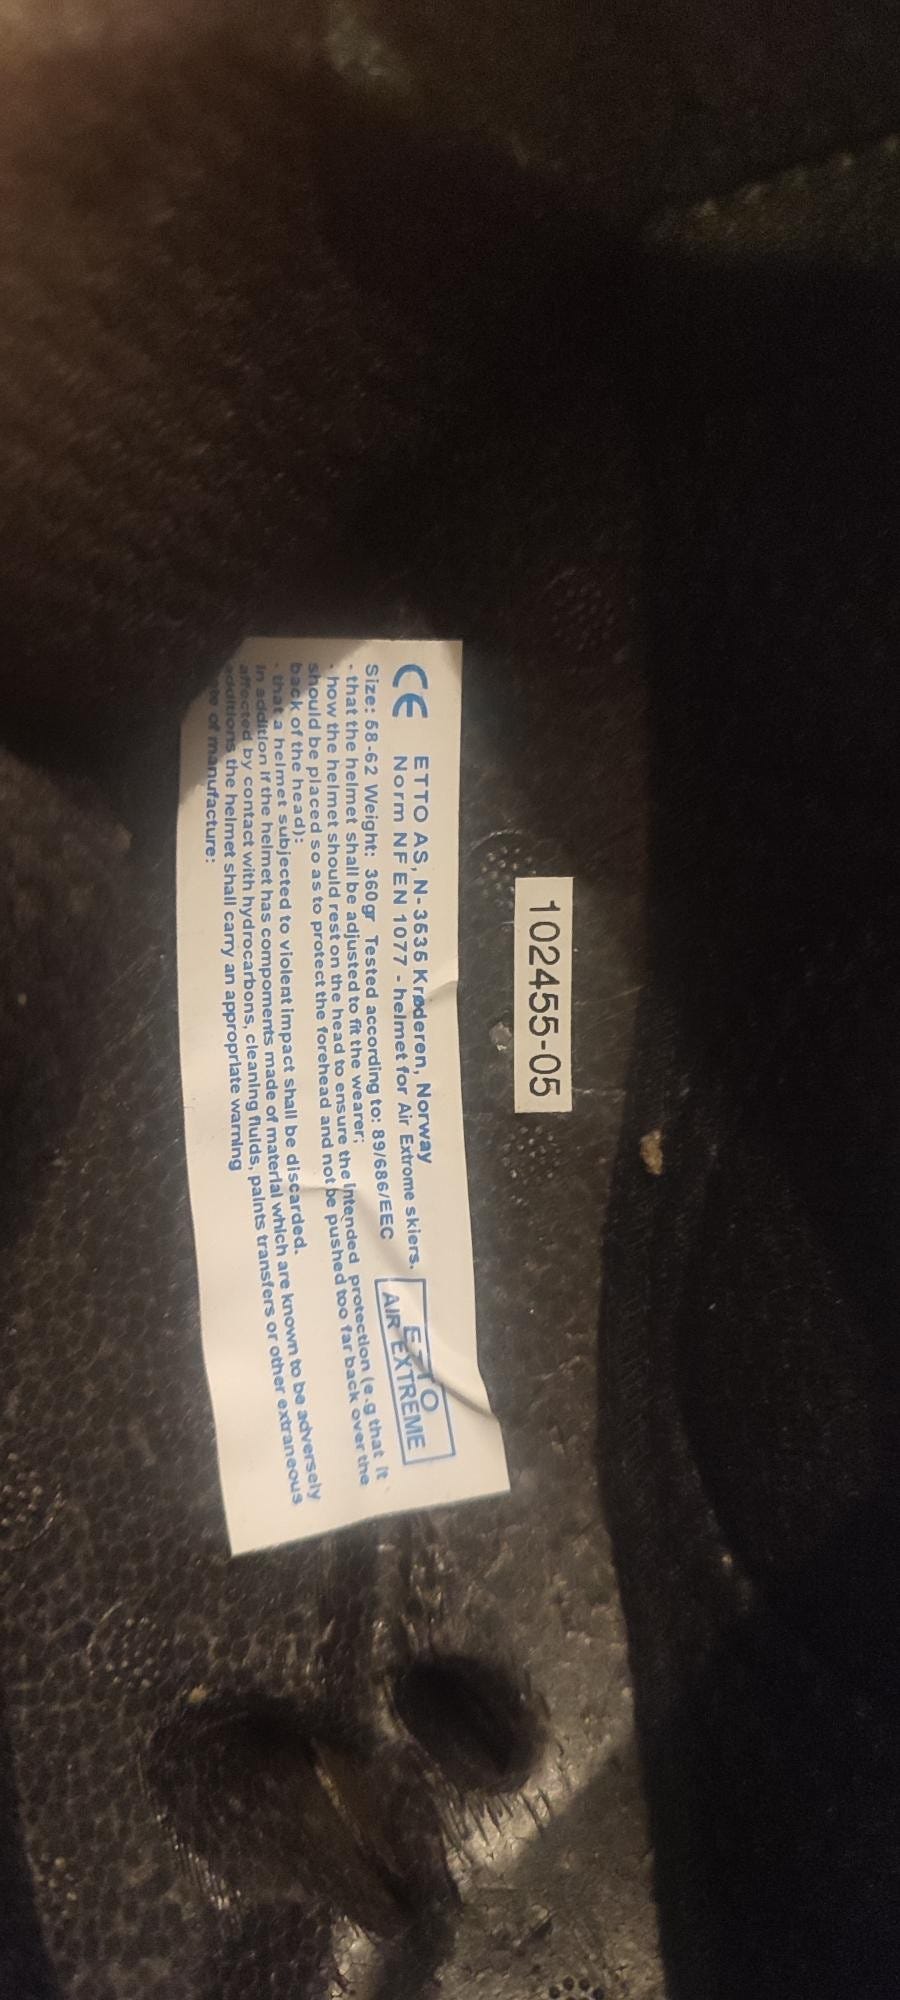 102455-05
CE ETTO AS, N-3535 Krøderen, Norway
Norm NF EN 1077 - helmet for Air Extrome skiers.
ETTO
AIR EXTREME
Size: 58-62 Weight: 360gr Tested according to: 89/686/EEC
- that the helmet shall be adjusted to fit the wearer;
- how the helmet should rest on the head to ensure the intended protection (e.g that it
should be placed so as to protect the forehead and not be pushed too far back over the
back of the head):
- that a helmet subjected to violent impact shall be discarded.
In addition if the helmet has compoments made of material which are known to be adversely
affected by contact with hydrocarbons, cleaning fluids, paints transfers or other extraneous
additions the helmet shall carry an appropriate warning
of manufacture: